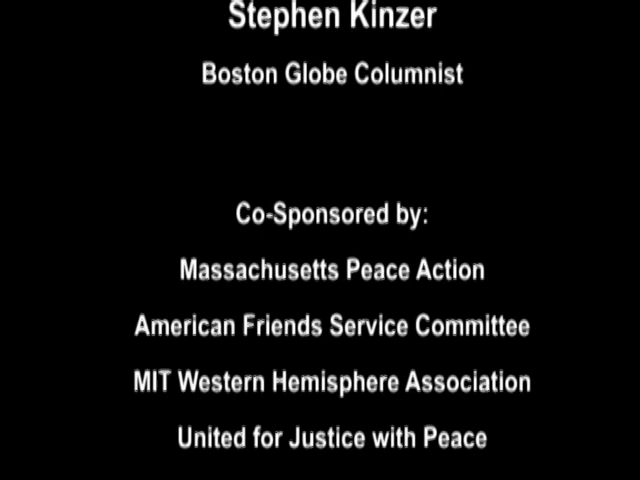 Stephen Kinzer
Boston Globe Columnist
Co-Sponsored by:
Massachusetts Peace Action
American Friends Service Committee
MIT Western Hemisphere Association
United for Justice with Peace